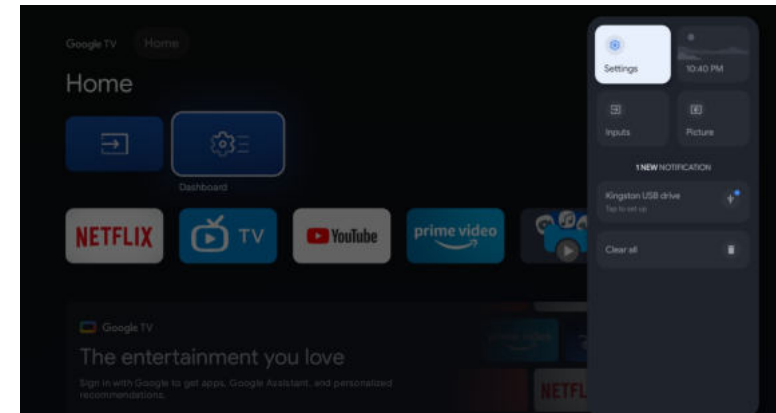 Google TV
Home
Home
Dashboard
NETFLIX
TV
YouTube
prime video
Google TV
The entertainment you love
Sign in with Google to get apps, Google Assistant, and personalized
recommendations.
NETFL
Settings
10:40 PM
Inputs
Picture
1 NEW NOTIFICATION
Kingston USB drive
Tap to set up
Clear all